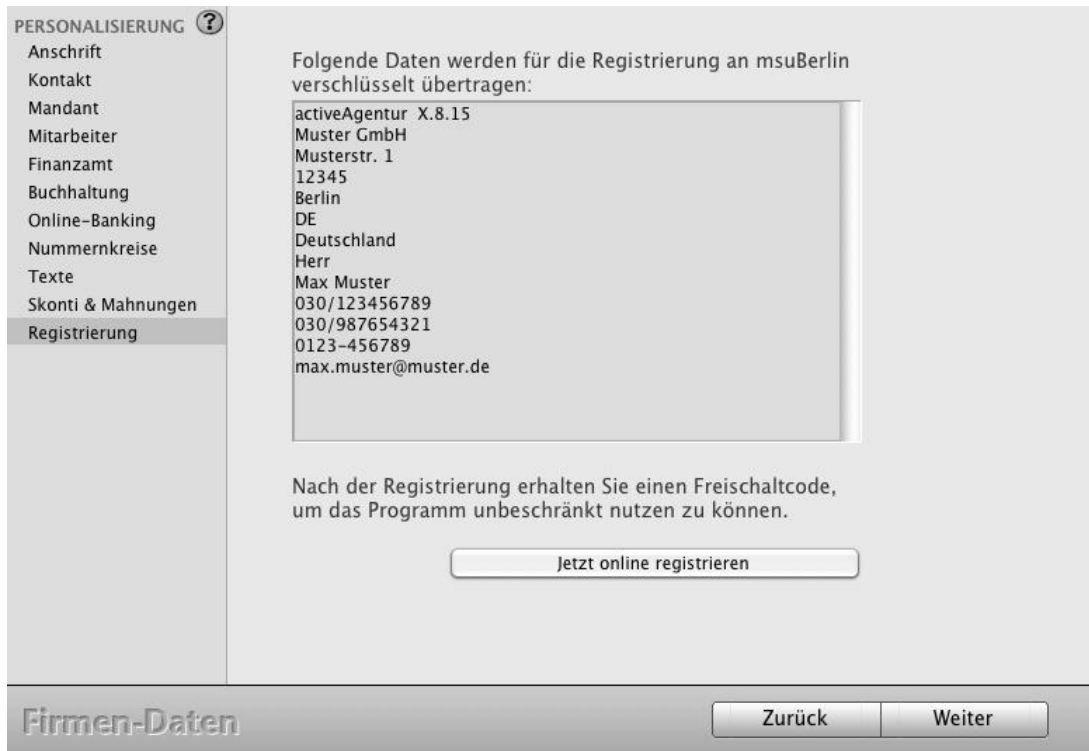 PERSONALISIERUNG ?
Anschrift
Kontakt
Mandant
Mitarbeiter
Finanzamt
Buchhaltung
Online-Banking
Nummernkreise
Texte
Skonti & Mahnungen
Registrierung
Folgende Daten werden für die Registrierung an msuBerlin
verschlüsselt übertragen:
activeAgentur X.8.15
Muster GmbH
Musterstr. 1
12345
Berlin
DE
Deutschland
Herr
Max Muster
030/123456789
030/987654321
0123-456789
max.muster@muster.de
Nach der Registrierung erhalten Sie einen Freischaltcode,
um das Programm unbeschränkt nutzen zu können.
Jetzt online registrieren
Firmen-Daten
Zurück
Weiter